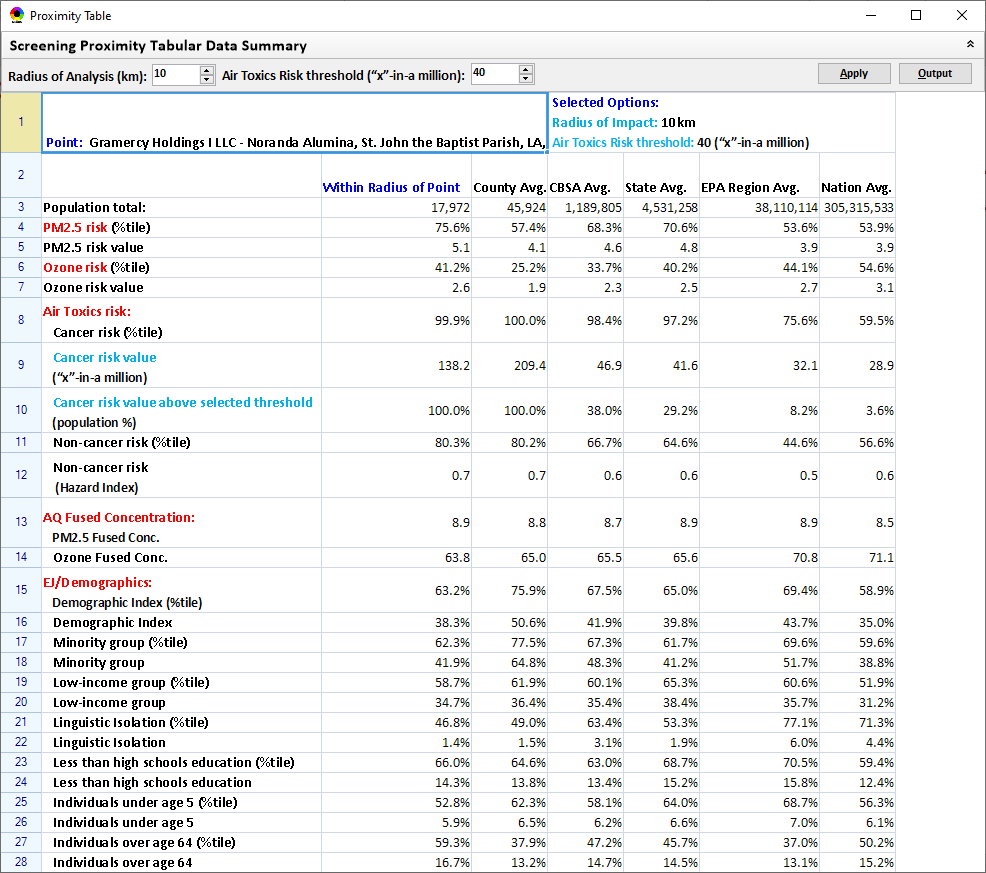 Proximity Table
Screening Proximity Tabular Data Summary
Radius of Analysis (km): 10 Air Toxics Risk threshold (“x”-in-a million): 40 Apply Output
1 Point: Gramercy Holdings I LLC - Noranda Alumina, St. John the Baptist Parish, LA,
Selected Options:
Radius of Impact: 10 km
Air Toxics Risk threshold: 40 (“x”-in-a million)
2 Within Radius of Point County Avg. CBSA Avg. State Avg. EPA Region Avg. Nation Avg.
3 Population total: 17,972 45,924 1,189,805 4,531,258 38,110,114 305,315,533
4 PM2.5 risk (%tile) 75.6% 57.4% 68.3% 70.6% 53.6% 53.9%
5 PM2.5 risk value 5.1 4.1 4.6 4.8 3.9 3.9
6 Ozone risk (%tile) 41.2% 25.2% 33.7% 40.2% 44.1% 54.6%
7 Ozone risk value 2.6 1.9 2.3 2.5 2.7 3.1
8 Air Toxics risk:
Cancer risk (%tile) 99.9% 100.0% 98.4% 97.2% 75.6% 59.5%
9 Cancer risk value
(“x”-in-a million) 138.2 209.4 46.9 41.6 32.1 28.9
10 Cancer risk value above selected threshold
(population %) 100.0% 100.0% 38.0% 29.2% 8.2% 3.6%
11 Non-cancer risk (%tile) 80.3% 80.2% 66.7% 64.6% 44.6% 56.6%
12 Non-cancer risk
(Hazard Index) 0.7 0.7 0.6 0.6 0.5 0.6
13 AQ Fused Concentration:
PM2.5 Fused Conc. 8.9 8.8 8.7 8.9 8.9 8.5
14 Ozone Fused Conc. 63.8 65.0 65.5 65.6 70.8 71.1
15 EJ/Demographics:
Demographic Index (%tile) 63.2% 75.9% 67.5% 65.0% 69.4% 58.9%
16 Demographic Index 38.3% 50.6% 41.9% 39.8% 43.7% 35.0%
17 Minority group (%tile) 62.3% 77.5% 67.3% 61.7% 69.6% 59.6%
18 Minority group 41.9% 64.8% 48.3% 41.2% 51.7% 38.8%
19 Low-income group (%tile) 58.7% 61.9% 60.1% 65.3% 60.6% 51.9%
20 Low-income group 34.7% 36.4% 35.4% 38.4% 35.7% 31.2%
21 Linguistic Isolation (%tile) 46.8% 49.0% 63.4% 53.3% 77.1% 71.3%
22 Linguistic Isolation 1.4% 1.5% 3.1% 1.9% 6.0% 4.4%
23 Less than high schools education (%tile) 66.0% 64.6% 63.0% 68.7% 70.5% 59.4%
24 Less than high schools education 14.3% 13.8% 13.4% 15.2% 15.8% 12.4%
25 Individuals under age 5 (%tile) 52.8% 62.3% 58.1% 64.0% 68.7% 56.3%
26 Individuals under age 5 5.9% 6.5% 6.2% 6.6% 7.0% 6.1%
27 Individuals over age 64 (%tile) 59.3% 37.9% 47.2% 45.7% 37.0% 50.2%
28 Individuals over age 64 16.7% 13.2% 14.7% 14.5% 13.1% 15.2%